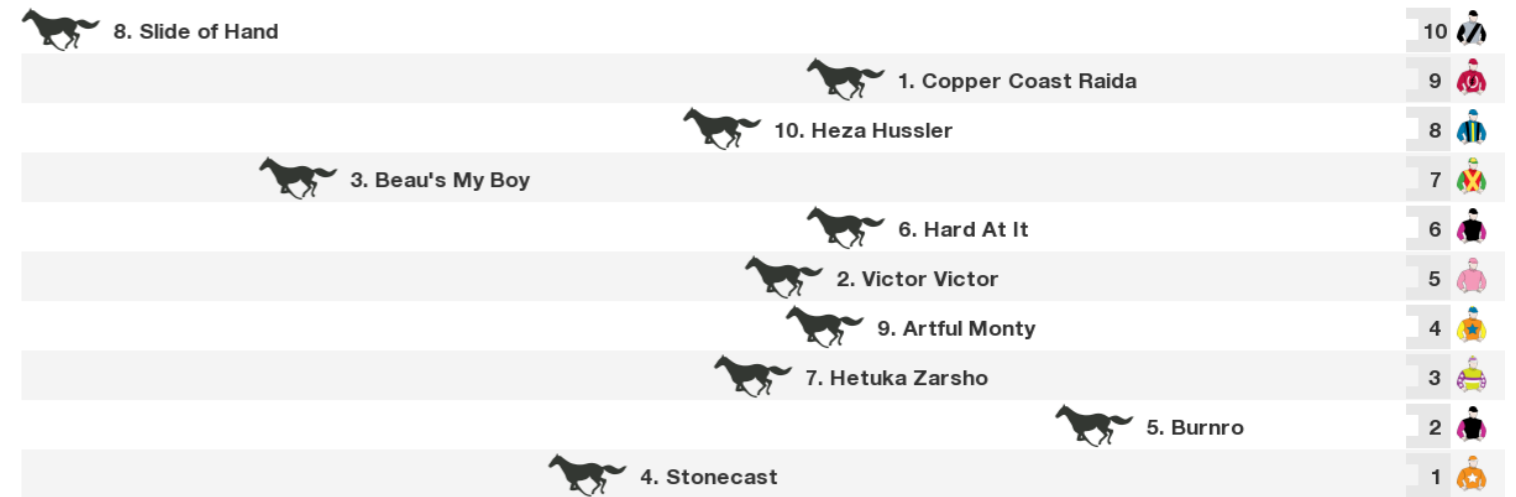 8. Slide of Hand 10
1. Copper Coast Raida 9
10. Heza Hussler 8
3. Beau's My Boy 7
6. Hard At It 6
2. Victor Victor 5
9. Artful Monty 4
7. Hetuka Zarsho 3
5. Burnro 2
4. Stonecast 1